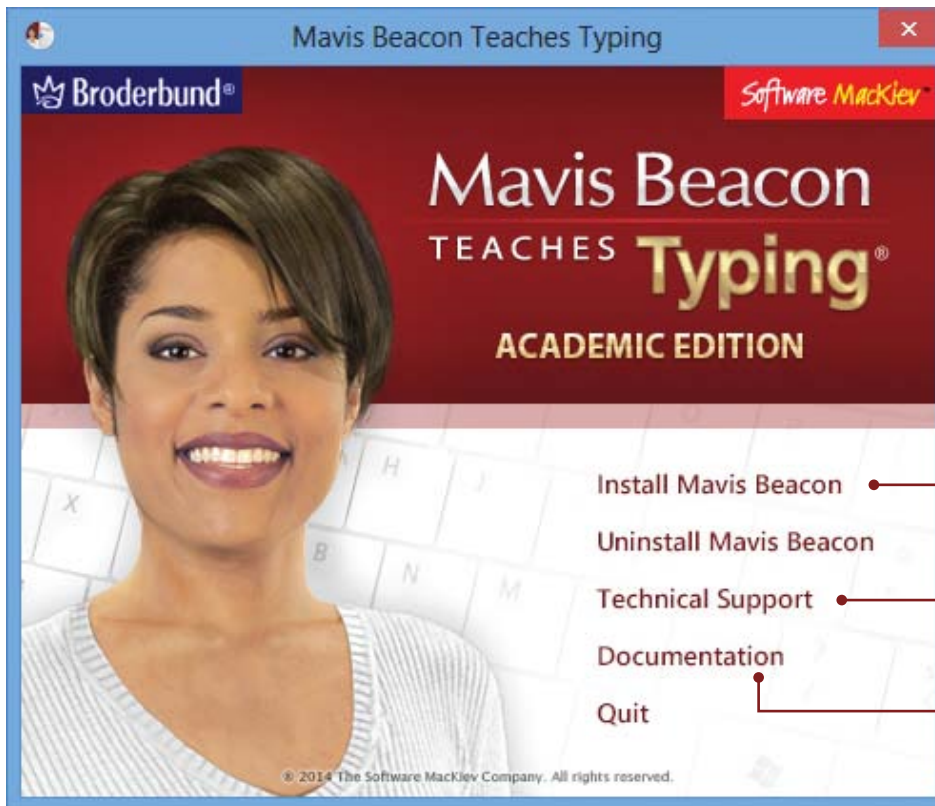 Mavis Beacon Teaches Typing
Broderbund®
Software MacKiev™
Mavis Beacon
TEACHES Typing®
ACADEMIC EDITION
Install Mavis Beacon
Uninstall Mavis Beacon
Technical Support
Documentation
Quit
H
J
X
B
N
M
® 2014 The Software MacKiev Company. All rights reserved.